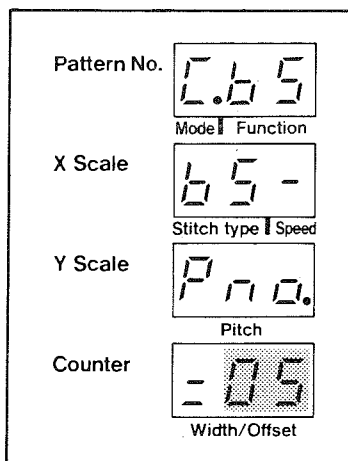 Pattern No. C.b5
Mode Function
X Scale b5-
Stitch type Speed
Y Scale Pno.
Pitch
Counter =05
Width/Offset